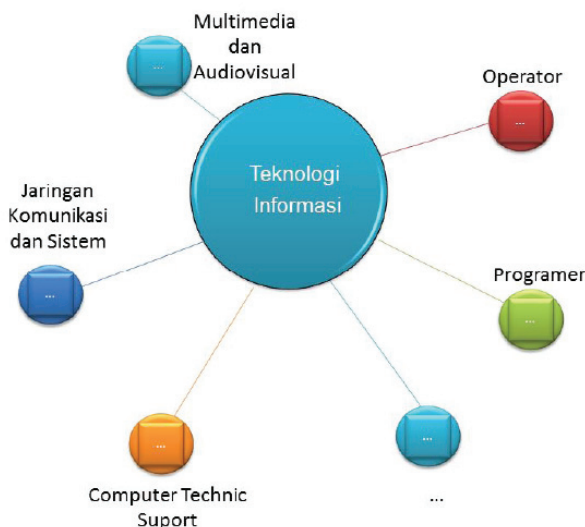 Multimedia
dan
Audiovisual
...
Operator
...
Teknologi
Informasi
Jaringan
Komunikasi
dan Sistem
...
Programer
...
...
Computer Technic
Suport
...
...